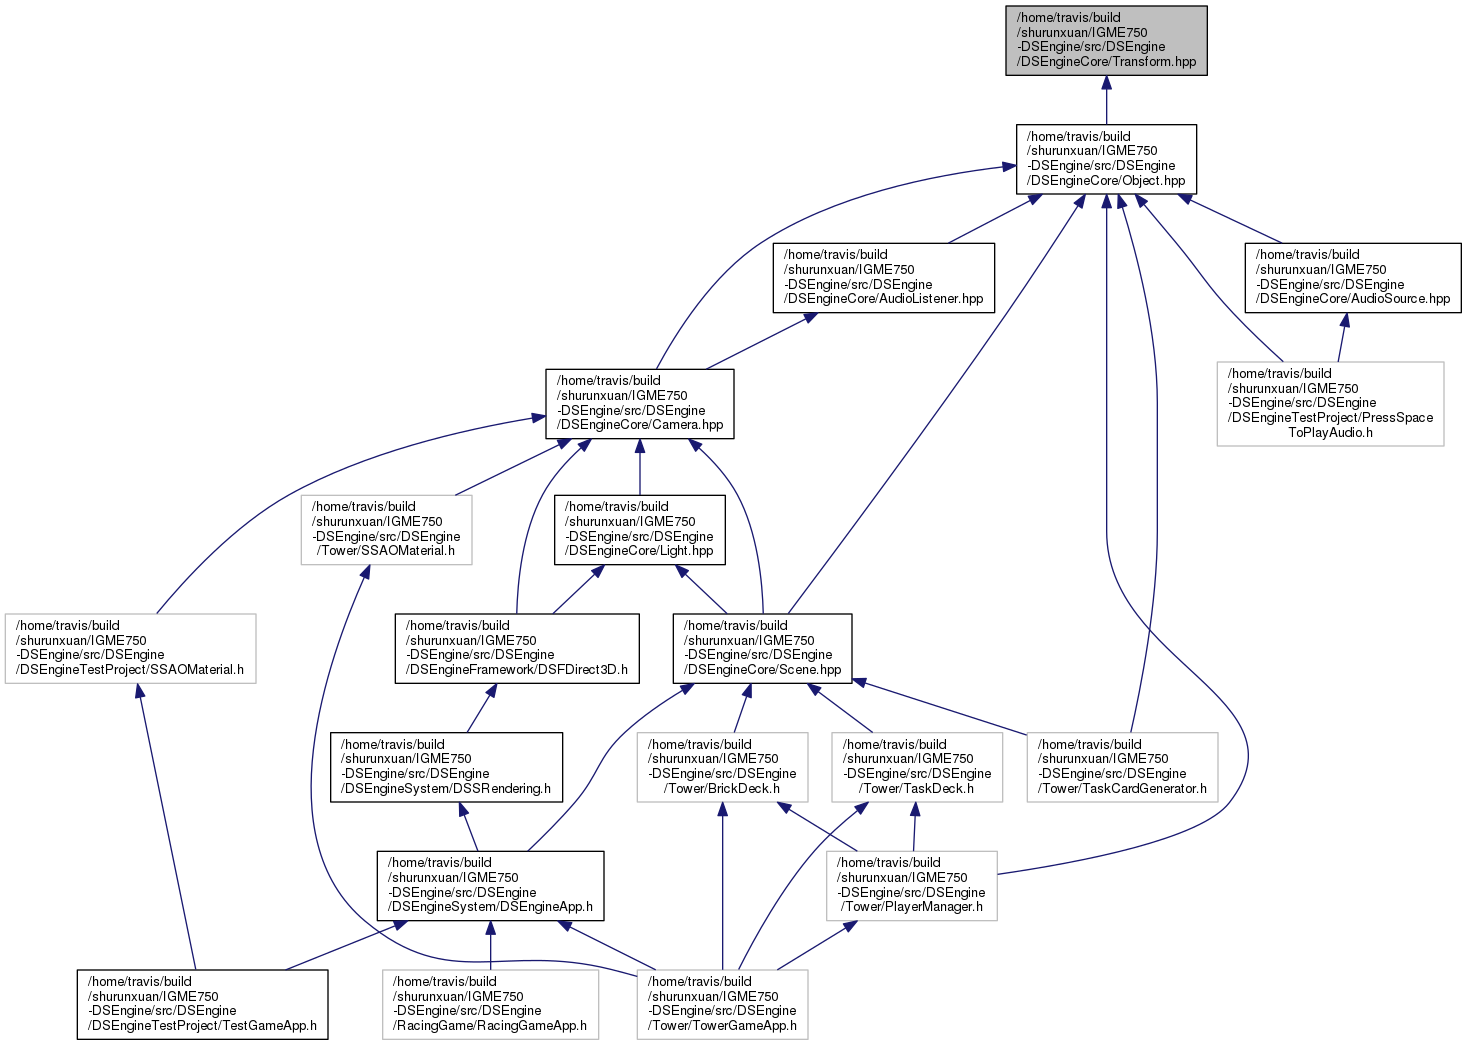 /home/travis/build
/shurunxuan/IGME750
-DSEngine/src/DSEngine
/DSEngineCore/Transform.hpp
/home/travis/build
/shurunxuan/IGME750
-DSEngine/src/DSEngine
/DSEngineCore/Object.hpp
/home/travis/build
/shurunxuan/IGME750
-DSEngine/src/DSEngine
/DSEngineCore/AudioListener.hpp
/home/travis/build
/shurunxuan/IGME750
-DSEngine/src/DSEngine
/DSEngineCore/AudioSource.hpp
/home/travis/build
/shurunxuan/IGME750
-DSEngine/src/DSEngine
/DSEngineCore/Camera.hpp
/home/travis/build
/shurunxuan/IGME750
-DSEngine/src/DSEngine
/DSEngineTestProject/PressSpace
ToPlayAudio.h
/home/travis/build
/shurunxuan/IGME750
-DSEngine/src/DSEngine
/Tower/SSAOMaterial.h
/home/travis/build
/shurunxuan/IGME750
-DSEngine/src/DSEngine
/DSEngineCore/Light.hpp
/home/travis/build
/shurunxuan/IGME750
-DSEngine/src/DSEngine
/DSEngineTestProject/SSAOMaterial.h
/home/travis/build
/shurunxuan/IGME750
-DSEngine/src/DSEngine
/DSEngineFramework/DSFDirect3D.h
/home/travis/build
/shurunxuan/IGME750
-DSEngine/src/DSEngine
/DSEngineCore/Scene.hpp
/home/travis/build
/shurunxuan/IGME750
-DSEngine/src/DSEngine
/DSEngineSystem/DSSRendering.h
/home/travis/build
/shurunxuan/IGME750
-DSEngine/src/DSEngine
/Tower/BrickDeck.h
/home/travis/build
/shurunxuan/IGME750
-DSEngine/src/DSEngine
/Tower/TaskDeck.h
/home/travis/build
/shurunxuan/IGME750
-DSEngine/src/DSEngine
/Tower/TaskCardGenerator.h
/home/travis/build
/shurunxuan/IGME750
-DSEngine/src/DSEngine
/DSEngineSystem/DSEngineApp.h
/home/travis/build
/shurunxuan/IGME750
-DSEngine/src/DSEngine
/Tower/PlayerManager.h
/home/travis/build
/shurunxuan/IGME750
-DSEngine/src/DSEngine
/DSEngineTestProject/TestGameApp.h
/home/travis/build
/shurunxuan/IGME750
-DSEngine/src/DSEngine
/RacingGame/RacingGameApp.h
/home/travis/build
/shurunxuan/IGME750
-DSEngine/src/DSEngine
/Tower/TowerGameApp.h